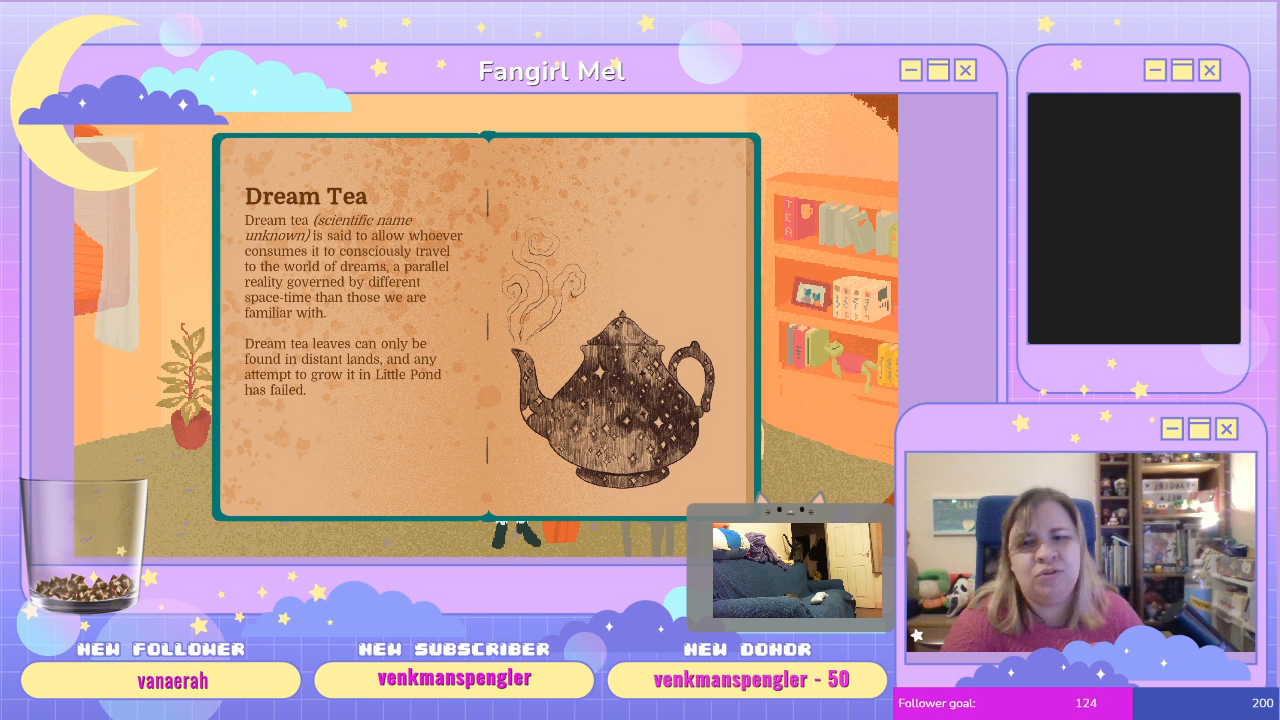 Fangirl Mel
Dream Tea
Dream tea (scientific name
unknown) is said to allow whoever
consumes it to consciously travel
to the world of dreams, a parallel
reality governed by different
space-time than those we are
familiar with.
Dream tea leaves can only be
found in distant lands, and any
attempt to grow it in Little Pond
has failed.
TEA
NEW FOLLOWER
vanaerah
NEW SUBSCRIBER
venkmanspengler
NEW DONOR
venkmanspengler - 50
Follower goal: 124 200